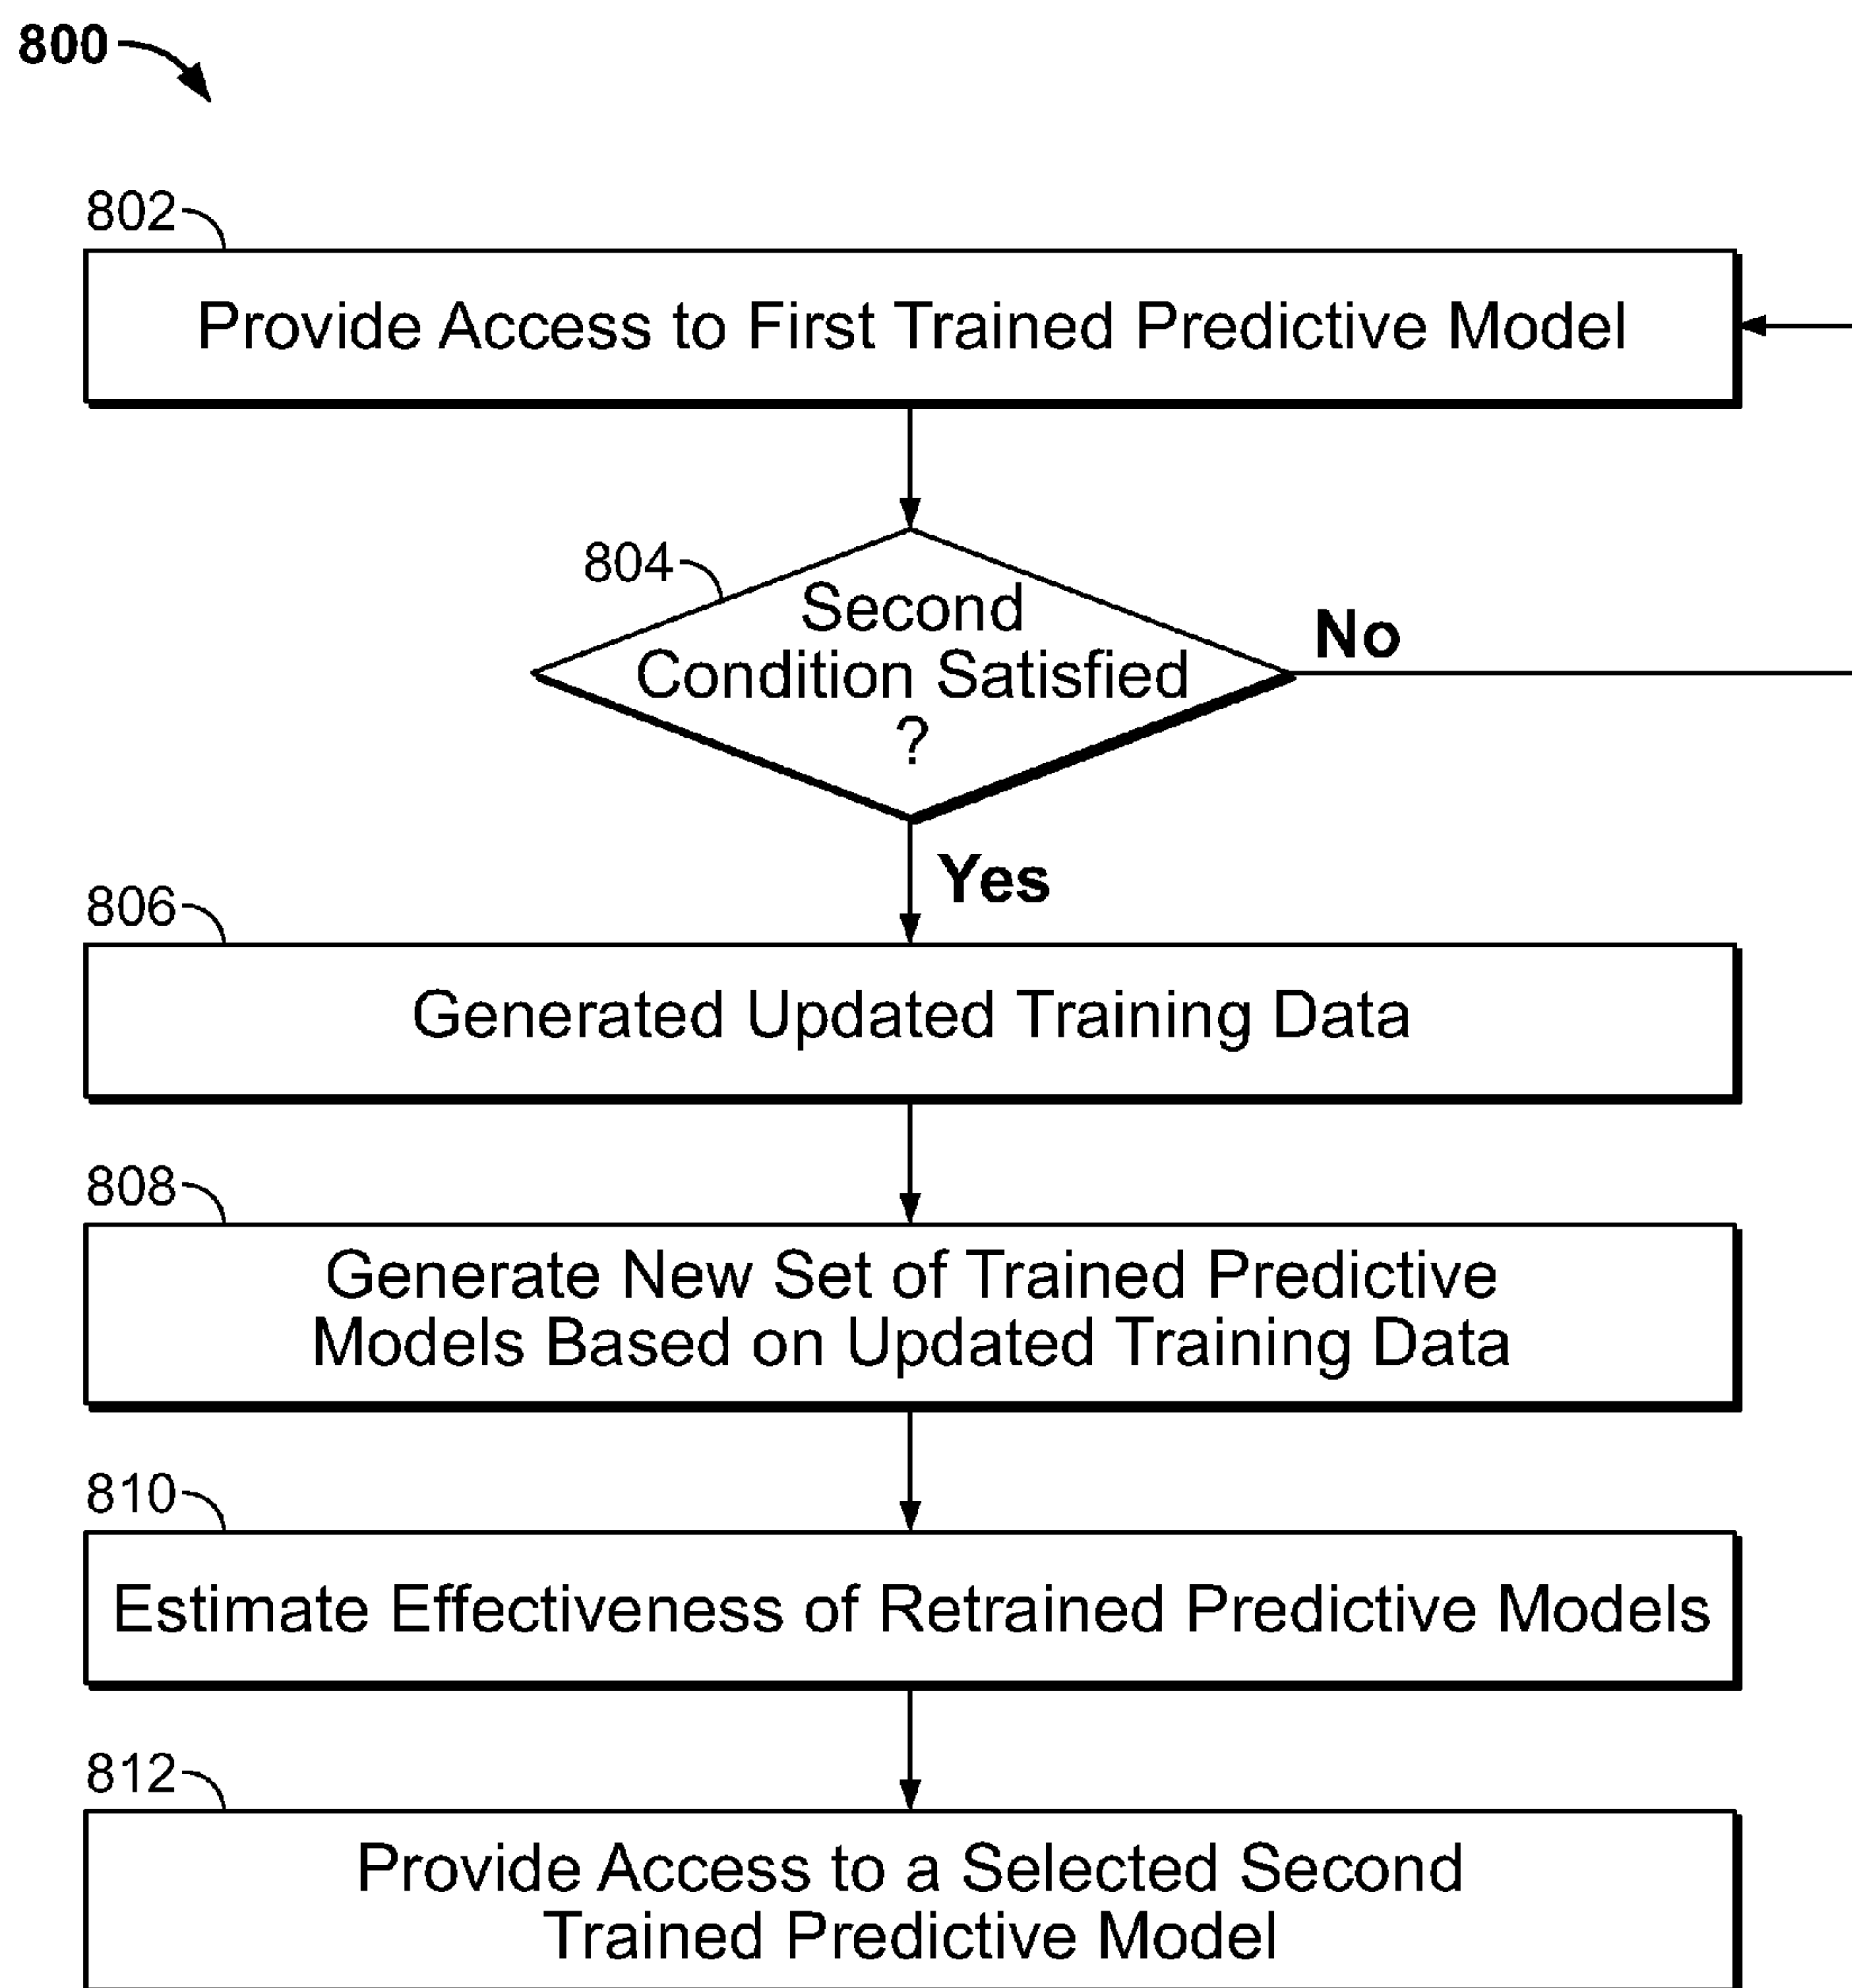 800
802
Provide Access to First Trained Predictive Model
804
Second
Condition Satisfied
?
No
Yes
806
Generated Updated Training Data
808
Generate New Set of Trained Predictive
Models Based on Updated Training Data
810
Estimate Effectiveness of Retrained Predictive Models
812
Provide Access to a Selected Second
Trained Predictive Model